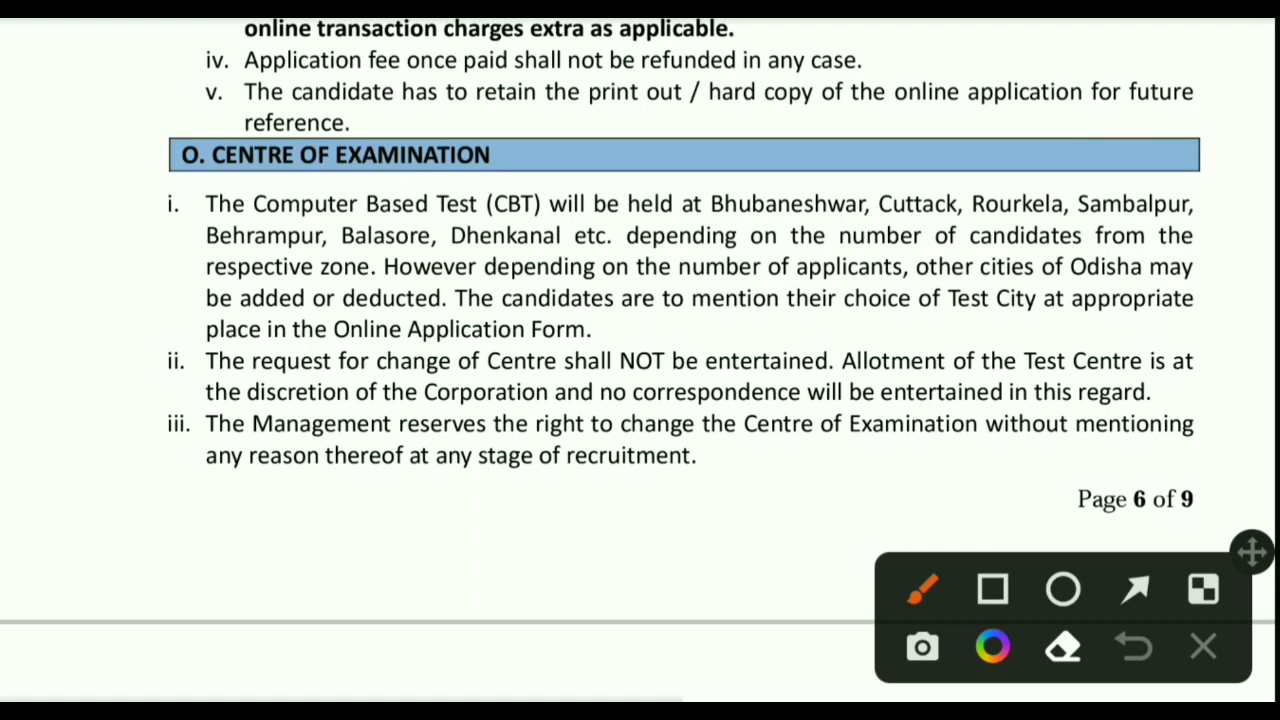 online transaction charges extra as applicable.
iv. Application fee once paid shall not be refunded in any case.
v. The candidate has to retain the print out / hard copy of the online application for future
reference.
O. CENTRE OF EXAMINATION
i. The Computer Based Test (CBT) will be held at Bhubaneshwar, Cuttack, Rourkela, Sambalpur,
Behrampur, Balasore, Dhenkanal etc. depending on the number of candidates from the
respective zone. However depending on the number of applicants, other cities of Odisha may
be added or deducted. The candidates are to mention their choice of Test City at appropriate
place in the Online Application Form.
ii. The request for change of Centre shall NOT be entertained. Allotment of the Test Centre is at
the discretion of the Corporation and no correspondence will be entertained in this regard.
iii. The Management reserves the right to change the Centre of Examination without mentioning
any reason thereof at any stage of recruitment.
Page 6 of 9